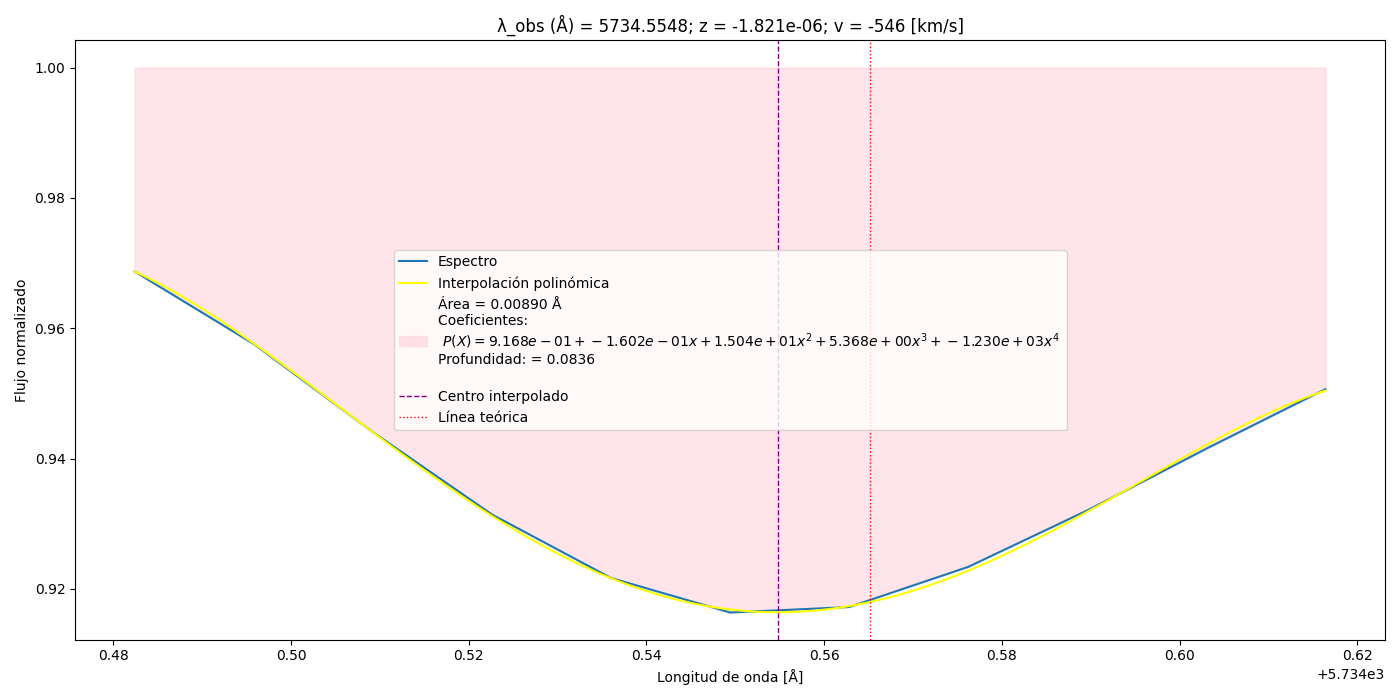 λ_obs (Å) = 5734.5548; z = -1.821e-06; v = -546 [km/s]
Flujo normalizado
1.00
0.98
0.96
0.94
0.92
Espectro
Interpolación polinómica
Área = 0.00890 Å
Coeficientes:
P(X) = 9.168e − 01 + −1.602e − 01x + 1.504e + 01x² + 5.368e + 00x³ + −1.230e + 03x⁴
Profundidad: = 0.0836
Centro interpolado
Línea teórica
0.48 0.50 0.52 0.54 0.56 0.58 0.60 0.62
+5.734e3
Longitud de onda [Å]